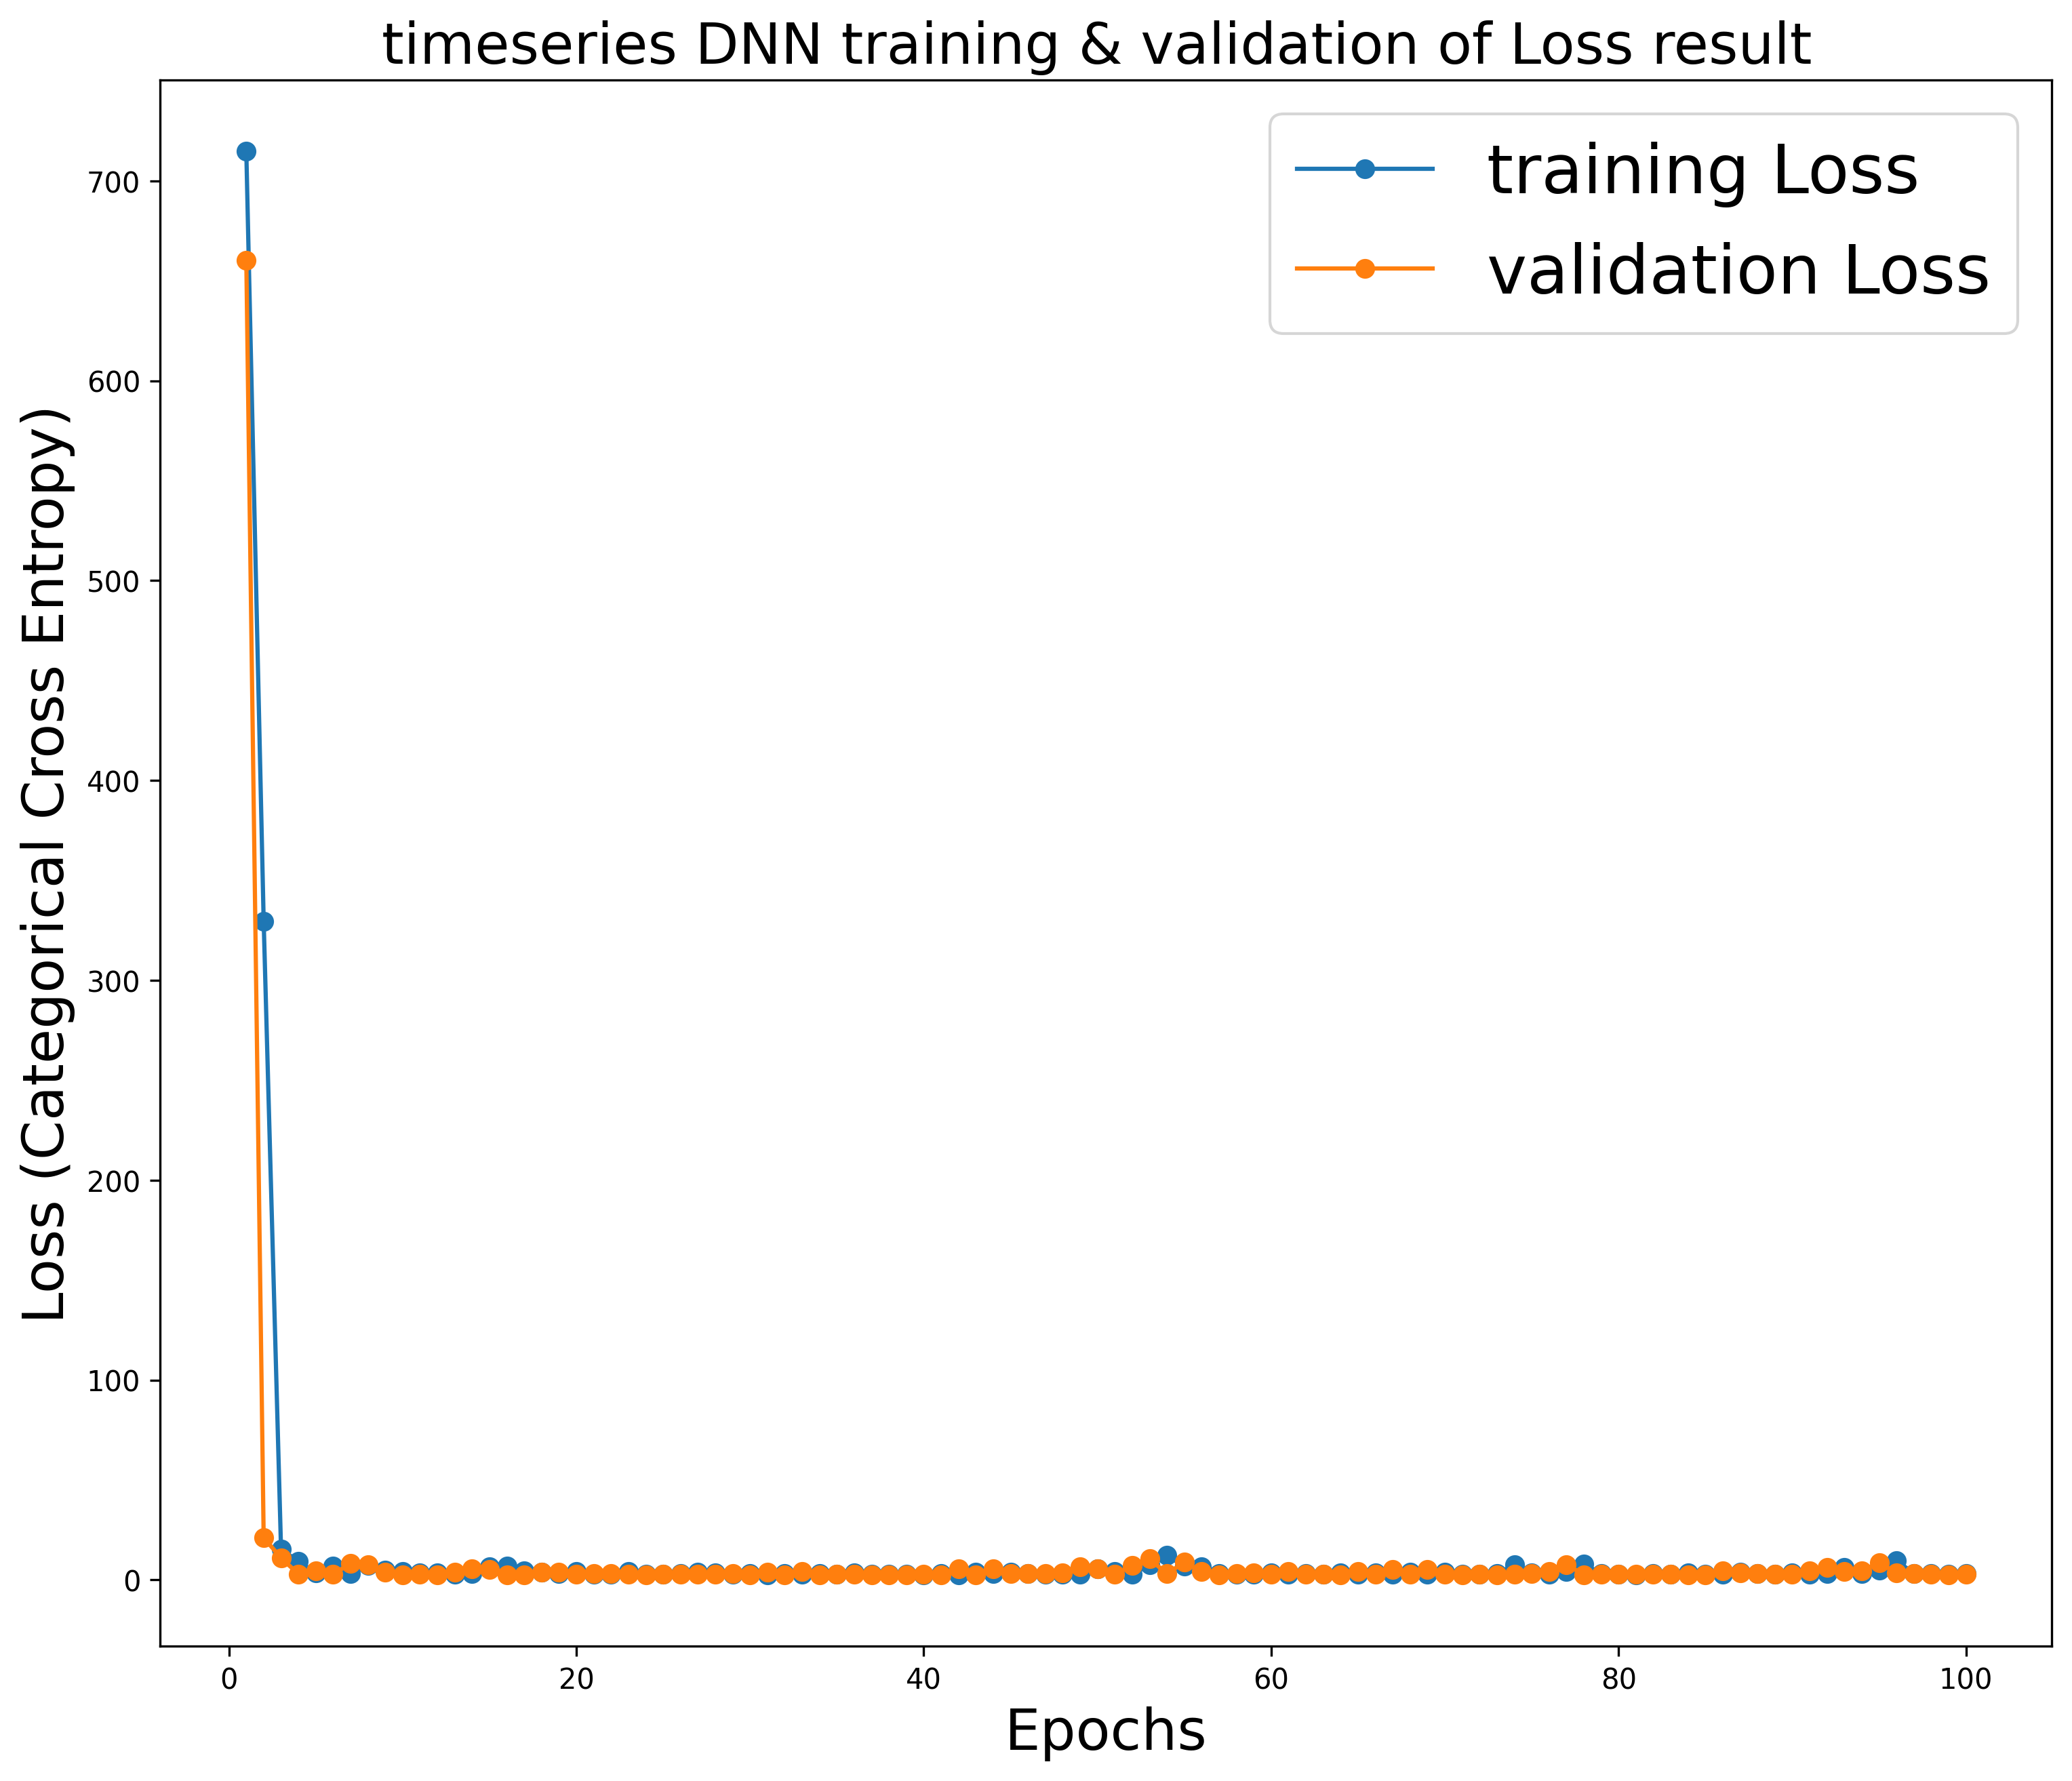 timeseries DNN training & validation of Loss result
training Loss
validation Loss
Loss (Categorical Cross Entropy)
700
600
500
400
300
200
100
0
0 20 40 60 80 100
Epochs